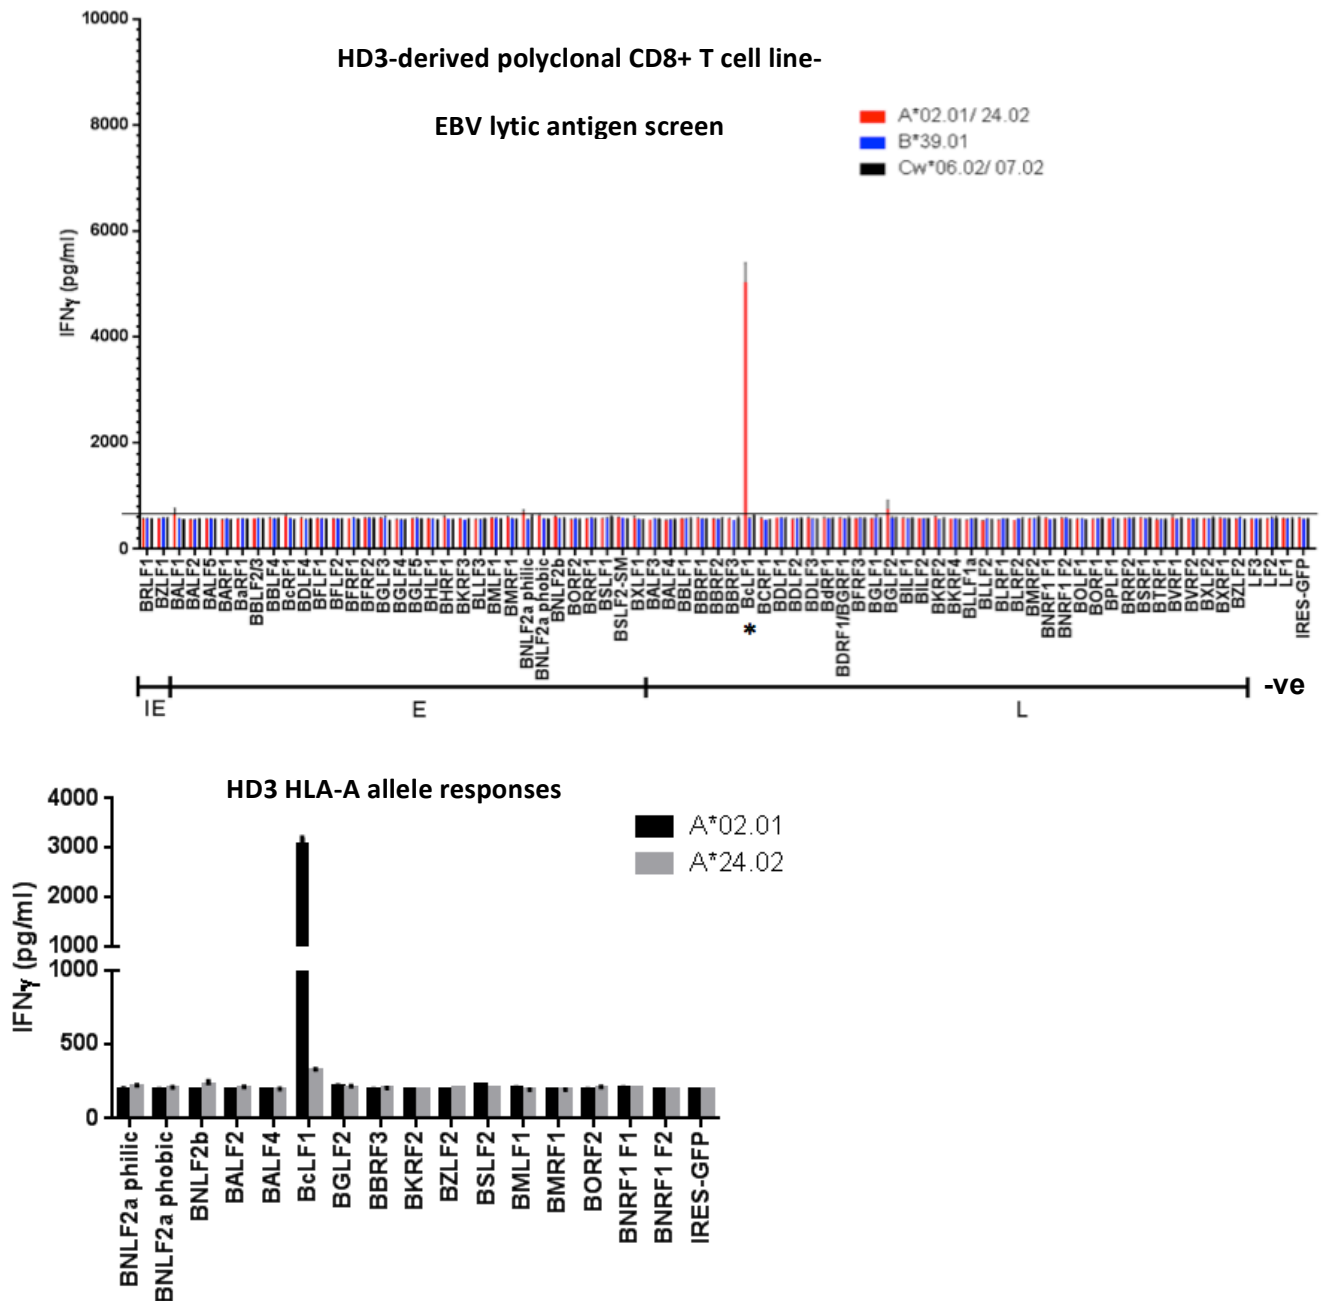 10000
HD3-derived polyclonal CD8+ T cell line-
EBV lytic antigen screen
A*02.01/ 24.02
B*39.01
Cw*06.02/ 07.02
8000
6000
4000
2000
0
IFNγ (pg/ml)
BRLF1
BZLF1
BALF1
BALF2
BALF5
BARF1
BaRF1
BBLF2/3
BBLF4
BcRF1
BDLF4
BFLF1
BFLF2
BFRF1
BFRF2
BGLF3
BGLF4
BGLF5
BHLF1
BHRF1
BKRF3
BLLF3
BMLF1
BMRF1
BNLF2a philic
BNLF2a phobic
BNLF2b
BORF2
BRRF1
BSLF1
BSLF2-SM
BXLF1
BALF3
BALF4
BBLF1
BBRF1
BBRF2
BBRF3
BcLF1
BCRF1
BDLF1
BDLF2
BDLF3
BdRF1
BDRF1/BGRF1
BFRF3
BGLF1
BGLF2
BILF1
BILF2
BKRF2
BKRF4
BLLF1a
BLLF2
BLRF1
BLRF2
BMRF2
BNRF1 F1
BNRF1 F2
BOLF1
BORF1
BPLF1
BRRF2
BSRF1
BTRF1
BVRF1
BVRF2
BXLF2
BXRF1
BZLF2
LF3
LF2
LF1
IRES-GFP
*
IE
E
L
-ve
HD3 HLA-A allele responses
A*02.01
A*24.02
4000
3000
2000
1000
1000
500
0
IFNγ (pg/ml)
BNLF2a philic
BNLF2a phobic
BNLF2b
BALF2
BALF4
BcLF1
BGLF2
BBRF3
BKRF2
BZLF2
BSLF2
BMLF1
BMRF1
BORF2
BNRF1 F1
BNRF1 F2
IRES-GFP